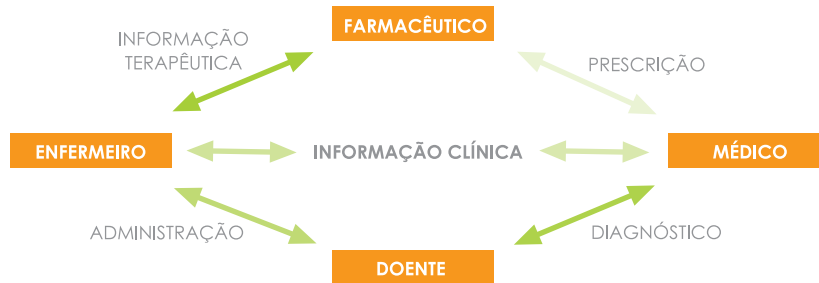 FARMACÊUTICO
INFORMAÇÃO
TERAPÊUTICA
PRESCRIÇÃO
ENFERMEIRO
INFORMAÇÃO CLÍNICA
MÉDICO
ADMINISTRAÇÃO
DIAGNÓSTICO
DOENTE